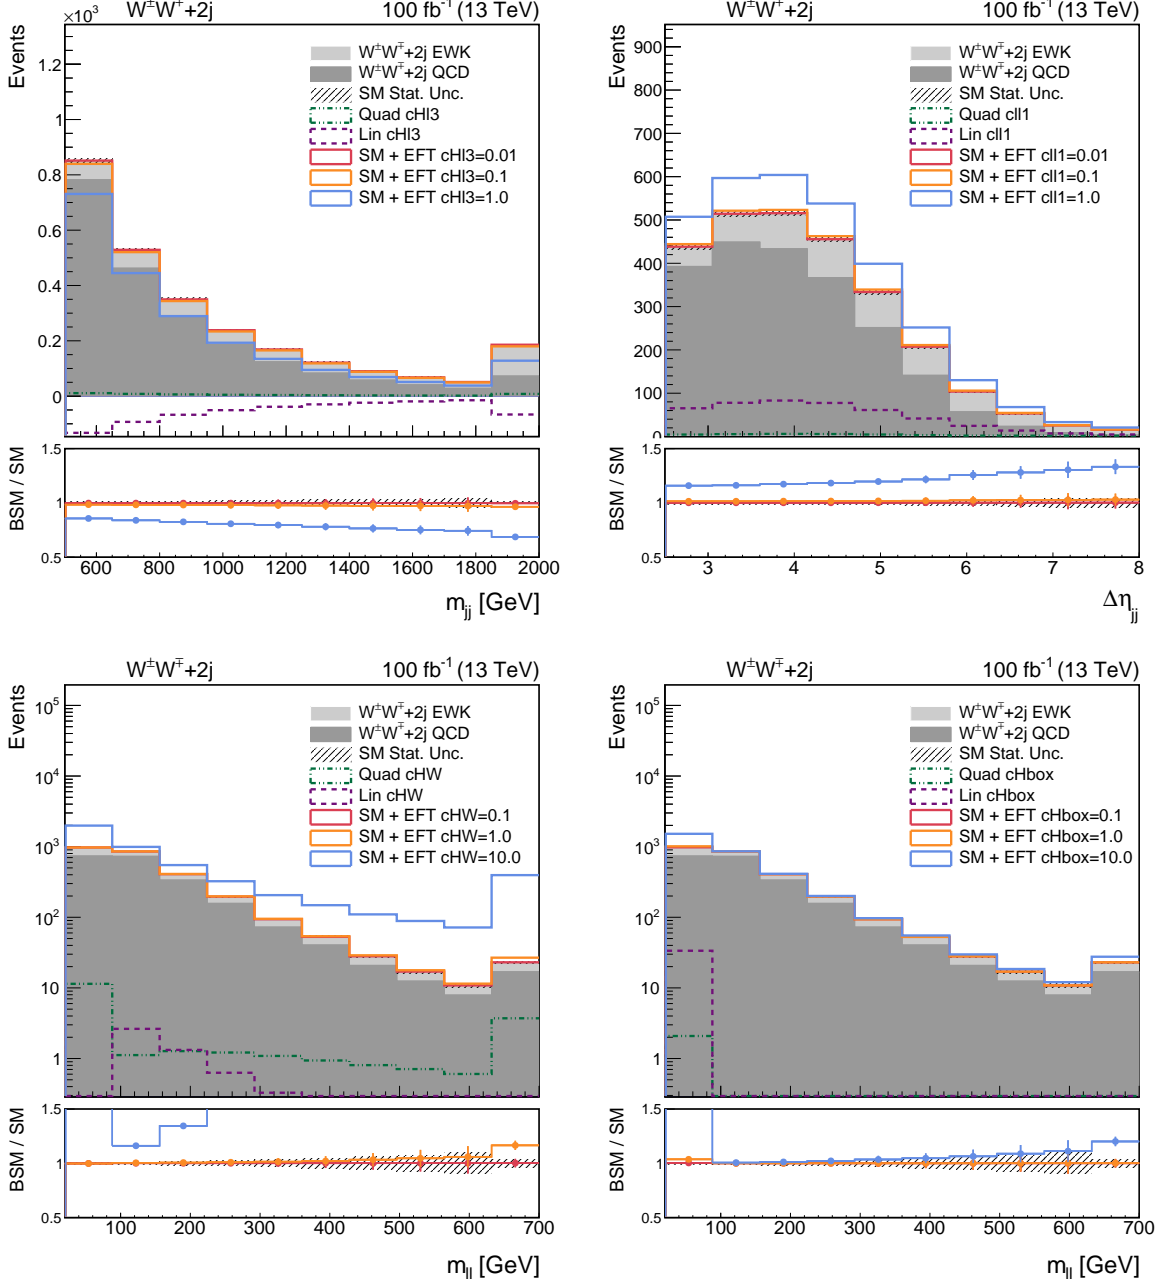 W±W∓+2j 100 fb-1 (13 TeV)
×10³
Events
W±W∓+2j EWK
W±W∓+2j QCD
SM Stat. Unc.
Quad cHl3
Lin cHl3
SM + EFT cHl3=0.01
SM + EFT cHl3=0.1
SM + EFT cHl3=1.0
1.2
1
0.8
0.6
0.4
0.2
0
BSM / SM
1.5
1
0.5
600 800 1000 1200 1400 1600 1800 2000
mjj [GeV]
W±W∓+2j 100 fb-1 (13 TeV)
Events
W±W∓+2j EWK
W±W∓+2j QCD
SM Stat. Unc.
Quad cll1
Lin cll1
SM + EFT cll1=0.01
SM + EFT cll1=0.1
SM + EFT cll1=1.0
900
800
700
600
500
400
300
200
100
0
BSM / SM
1.5
1
0.5
3 4 5 6 7 8
Δηjj
W±W∓+2j 100 fb-1 (13 TeV)
Events
W±W∓+2j EWK
W±W∓+2j QCD
SM Stat. Unc.
Quad cHW
Lin cHW
SM + EFT cHW=0.1
SM + EFT cHW=1.0
SM + EFT cHW=10.0
10⁵
10⁴
10³
10²
10
1
BSM / SM
1.5
1
0.5
100 200 300 400 500 600 700
mll [GeV]
W±W∓+2j 100 fb-1 (13 TeV)
Events
W±W∓+2j EWK
W±W∓+2j QCD
SM Stat. Unc.
Quad cHbox
Lin cHbox
SM + EFT cHbox=0.1
SM + EFT cHbox=1.0
SM + EFT cHbox=10.0
10⁵
10⁴
10³
10²
10
1
BSM / SM
1.5
1
0.5
100 200 300 400 500 600 700
mll [GeV]